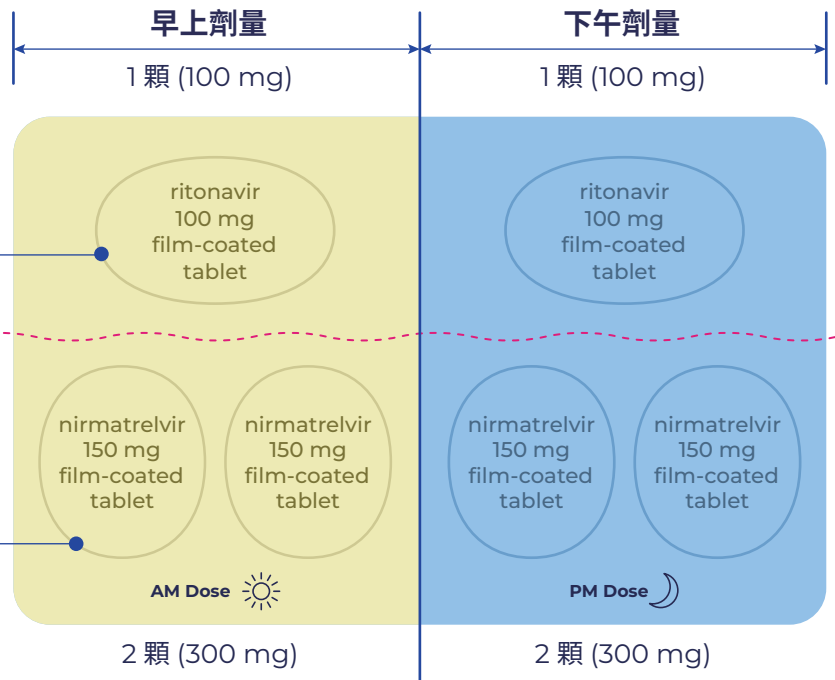 早上劑量
下午劑量
1 顆 (100 mg)
1 顆 (100 mg)
ritonavir
100 mg
film-coated
tablet
ritonavir
100 mg
film-coated
tablet
nirmatrelvir
150 mg
film-coated
tablet
nirmatrelvir
150 mg
film-coated
tablet
nirmatrelvir
150 mg
film-coated
tablet
nirmatrelvir
150 mg
film-coated
tablet
AM Dose
PM Dose
2 顆 (300 mg)
2 顆 (300 mg)